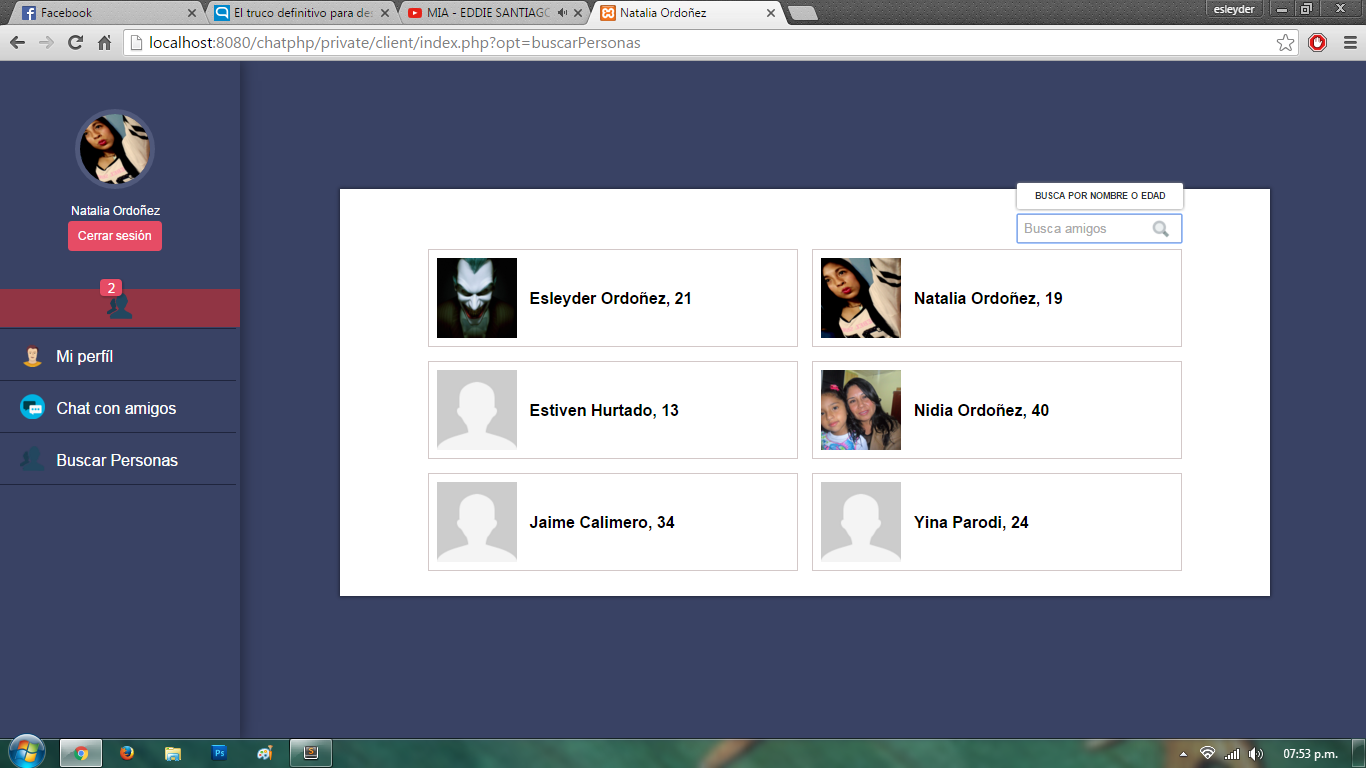 Facebook
El truco definitivo para de
MIA - EDDIE SANTIAGO
Natalia Ordoñez
esleyder
localhost:8080/chatphp/private/client/index.php?opt=buscarPersonas
Natalia Ordoñez
Cerrar sesión
2
Mi perfíl
Chat con amigos
Buscar Personas
BUSCA POR NOMBRE O EDAD
Busca amigos
Esleyder Ordoñez, 21
Natalia Ordoñez, 19
Estiven Hurtado, 13
Nidia Ordoñez, 40
Jaime Calimero, 34
Yina Parodi, 24
Ps
S
07:53 p.m.